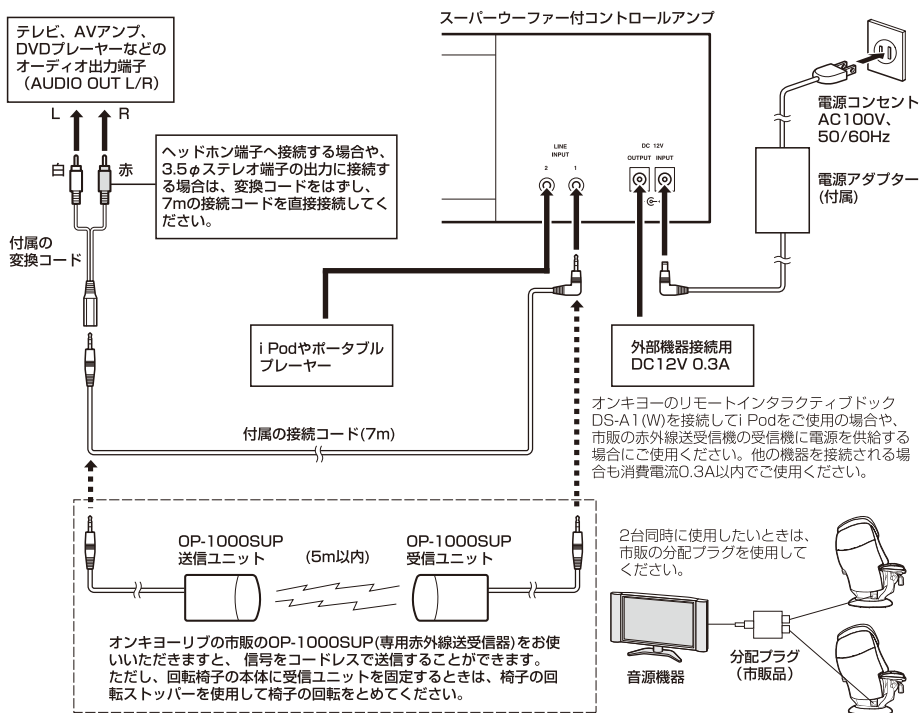 スーパーウーファー付コントロールアンプ
テレビ、AVアンプ、
DVDプレーヤーなどの
オーディオ出力端子
(AUDIO OUT L/R)
L
R
白
赤
ヘッドホン端子へ接続する場合や、
3.5φステレオ端子の出力に接続す
る場合は、変換コードをはずし、
7mの接続コードを直接接続してく
ださい。
付属の
変換コード
LINE
INPUT
2
1
DC 12V
OUTPUT INPUT
電源コンセント
AC100V、
50/60Hz
電源アダプター
(付属)
i Podやポータブル
プレーヤー
外部機器接続用
DC12V 0.3A
オンキヨーのリモートインタラクティブドック
DS-A1(W)を接続してi Podをご使用の場合や、
市販の赤外線送受信機の受信機に電源を供給する
場合にご使用ください。他の機器を接続される場
合も消費電流0.3A以内でご使用ください。
付属の接続コード(7m)
OP-1000SUP
送信ユニット
(5m以内)
OP-1000SUP
受信ユニット
オンキヨーリブの市販のOP-1000SUP(専用赤外線送受信器)をお使
いいただきますと、 信号をコードレスで送信することができます。
ただし、回転椅子の本体に受信ユニットを固定するときは、椅子の回
転ストッパーを使用して椅子の回転をとめてください。
2台同時に使用したいときは、
市販の分配プラグを使用して
ください。
音源機器
分配プラグ
(市販品)